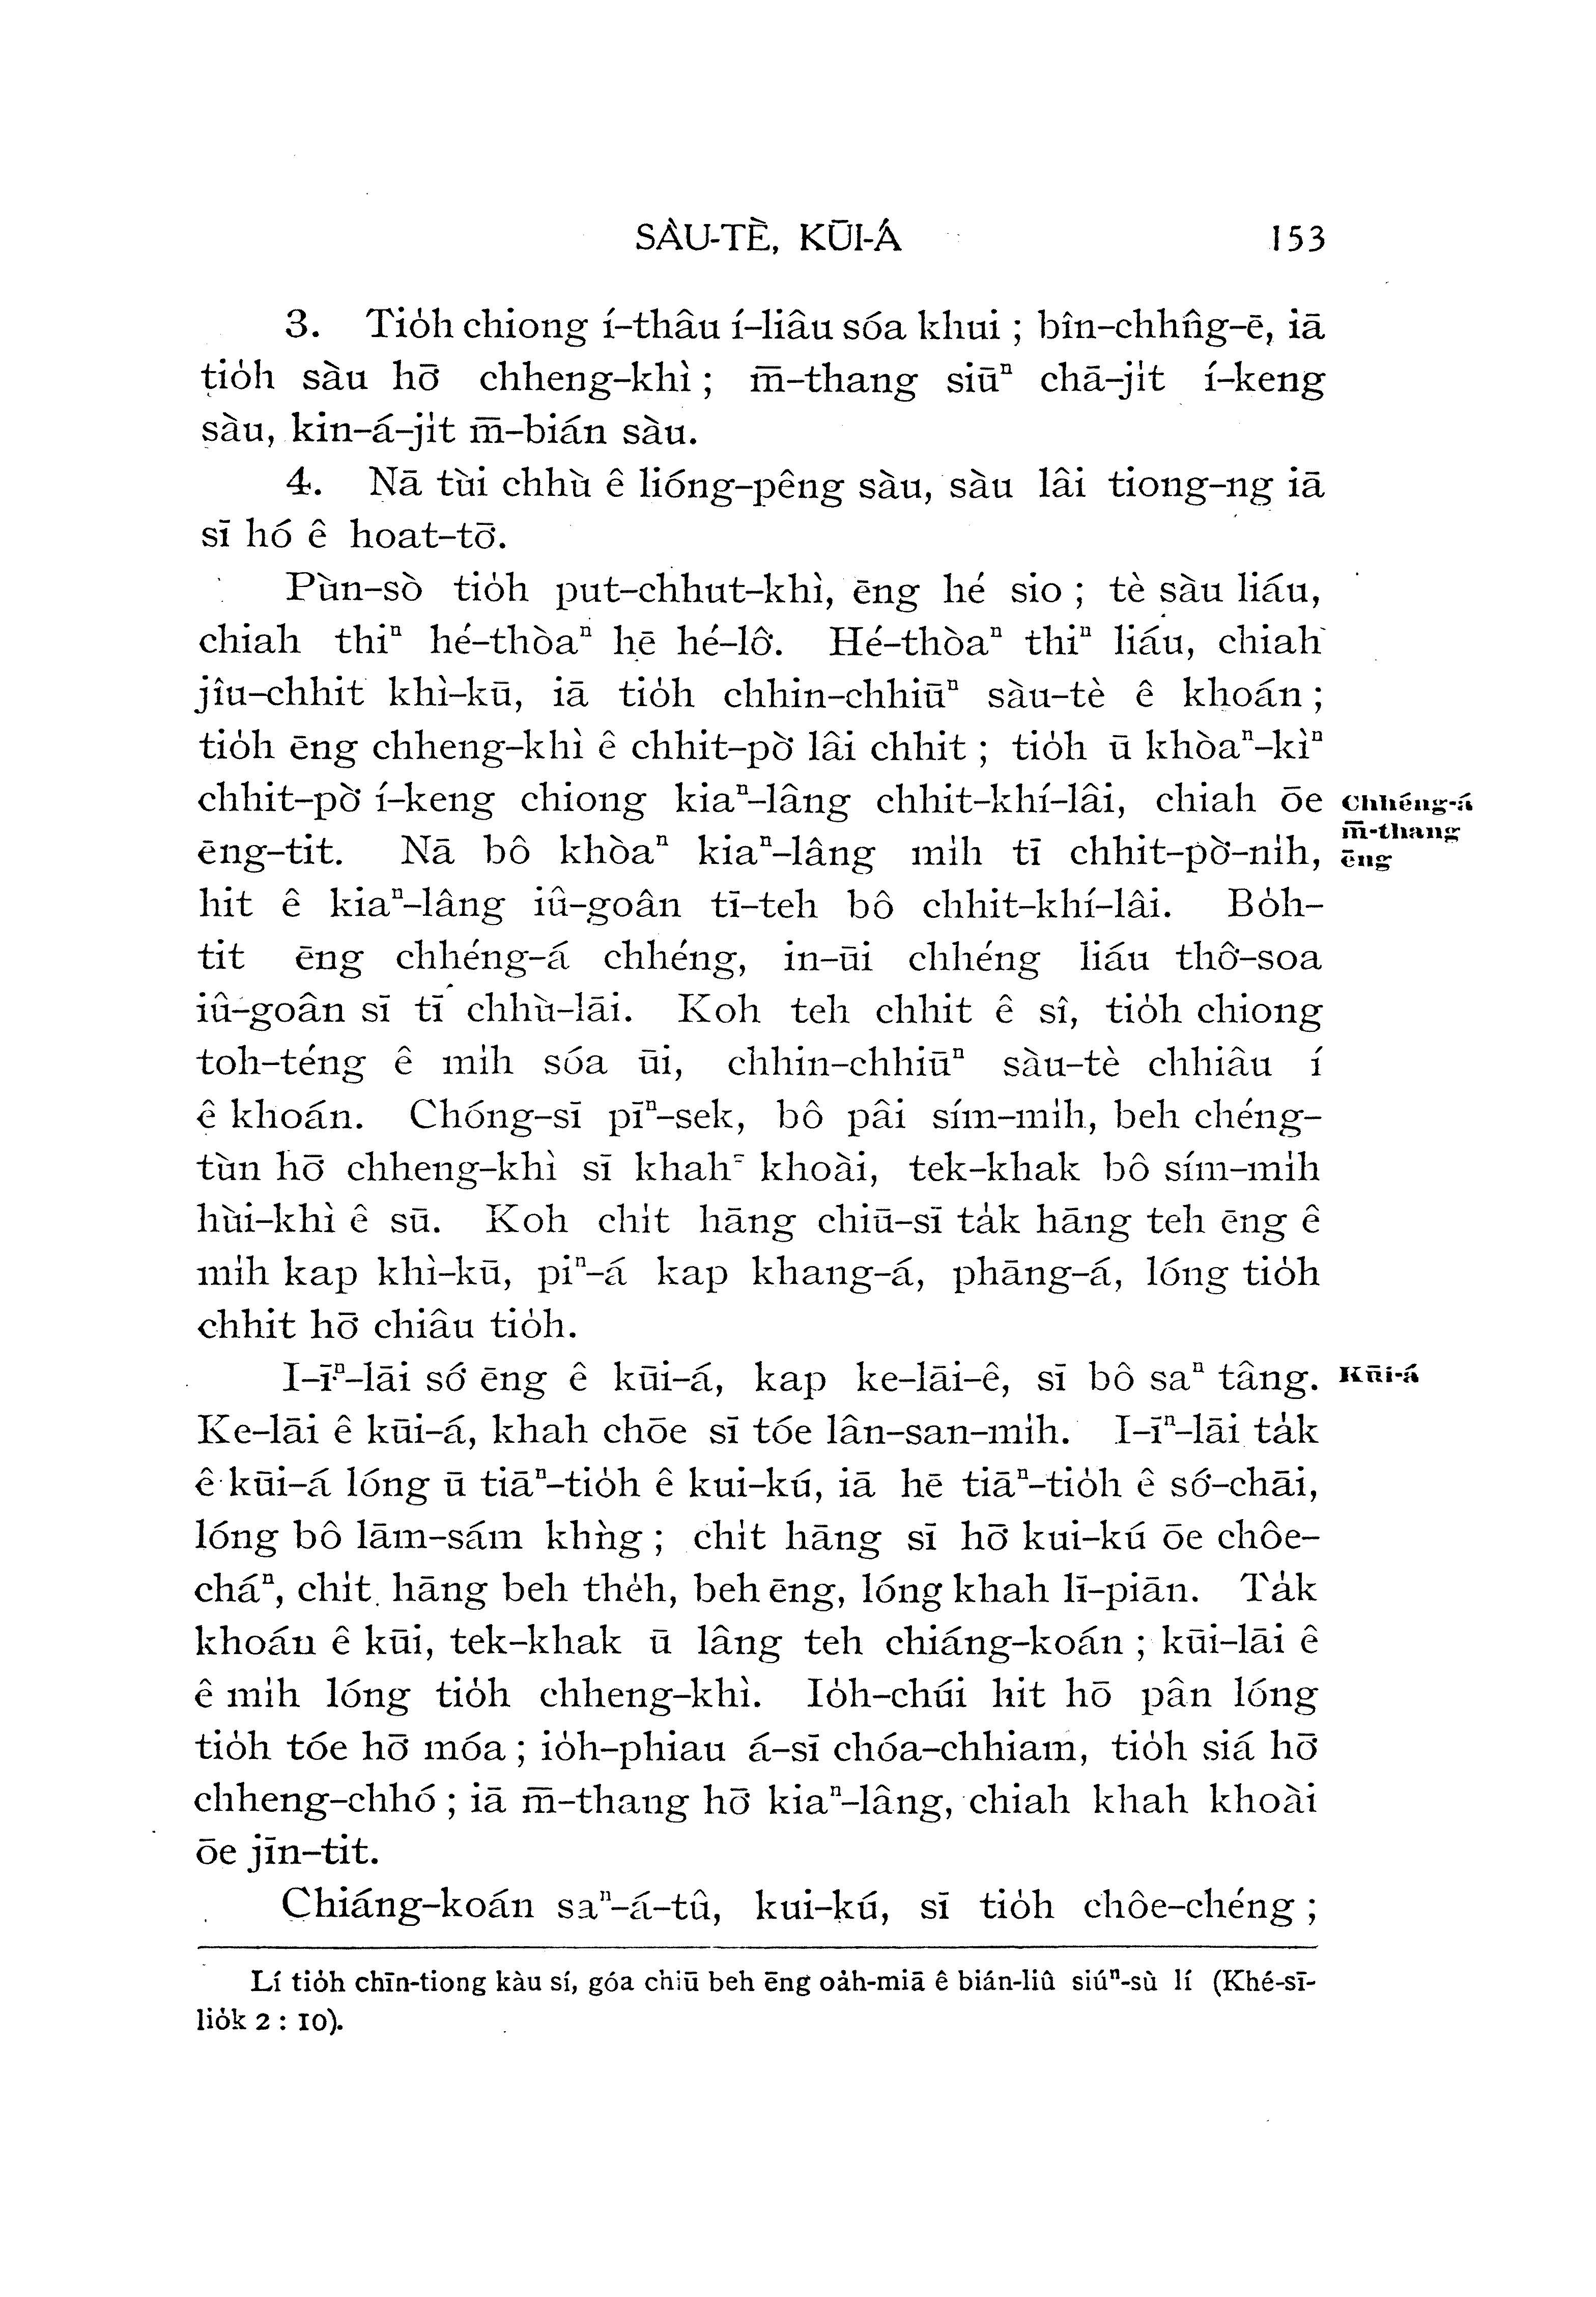 SÀU-TÈ, KŪI-Á 153
3. Tio̍h chiong í-thâu í-liâu sóa khui ; bîn-chhn̂g-ē, iā
tio̍h sàu hō͘ chheng-khì ; m̄-thang siūⁿ chā-ji̍t í-keng
sàu, kin-á-ji̍t m̄-bián sàu.
4. Nā tùi chhù ê lióng-pêng sàu, sàu lâi tiong-ng iā
sī hó ê hoat-tō͘.
Pùn-sò tio̍h put-chhut-khì, ēng hé sio ; tè sàu liáu,
chiah thiⁿ hé-thòaⁿ hē hé-lô͘. Hé-thòaⁿ thiⁿ liáu, chiah
jîu-chhit khì-kū, iā tio̍h chhin-chhiūⁿ sàu-tè ê khoán ;
tio̍h ēng chheng-khì ê chhit-pò͘ lâi chhit ; tio̍h ū khòaⁿ-kìⁿ
chhit-pò͘ í-keng chiong kiaⁿ-lâng chhit-khí-lâi, chiah ōe
ēng-tit. Nā bô khòaⁿ kiaⁿ-lâng mi̍h tī chhit-pò͘-ni̍h,
hit ê kiaⁿ-lâng iû-goân tī-teh bô chhit-khí-lâi. Bo̍h-
tit ēng chhéng-á chhéng, in-ūi chhéng liáu thô͘-soa
iû-goân sī tī chhù-lāi. Koh teh chhit ê sî, tio̍h chiong
toh-téng ê mi̍h sóa ūi, chhin-chhiūⁿ sàu-tè chhiâu í
ê khoán. Chóng-sī pīⁿ-sek, bô pâi sím-mi̍h, beh chéng-
tùn hō͘ chheng-khì sī khah khoài, tek-khak bô sím-mi̍h
hùi-khì ê sū. Koh chi̍t hāng chiū-sī ta̍k hāng teh ēng ê
mi̍h kap khì-kū, piⁿ-á kap khang-á, phāng-á, lóng tio̍h
chhit hō͘ chiâu tio̍h.
I-īⁿ-lāi só͘ ēng ê kūi-á, kap ke-lāi-ê, sī bô saⁿ tâng.
Ke-lāi ê kūi-á, khah chōe sī tóe lân-san-mi̍h. I-īⁿ-lāi ta̍k
ê kūi-á lóng ū tiāⁿ-tio̍h ê kui-kú, iā hē tiāⁿ-tio̍h ê só͘-chāi,
lóng bô lām-sám khǹg ; chi̍t hāng sī hō͘ kui-kú ōe chôe-
cháⁿ, chi̍t hāng beh the̍h, beh ēng, lóng khah lī-piān. Ta̍k
khoán ê kūi, tek-khak ū lâng teh chiáng-koán ; kūi-lāi ê
ê mi̍h lóng tio̍h chheng-khì. Io̍h-chúi hit hō pân lóng
tio̍h tóe hō͘ móa ; io̍h-phiau á-sī chóa-chhiam, tio̍h siá hō͘
chheng-chhó ; iā m̄-thang hō͘ kiaⁿ-lâng, chiah khah khoài
ōe jīn-tit.
Chiáng-koán saⁿ-á-tû, kui-kú, sī tio̍h chôe-chéng ;
Chhéng-á
m̄-thang
ēng
Kūi-á
Lí tio̍h chīn-tiong kàu sí, góa chiū beh ēng oa̍h-miā ê bián-liû siúⁿ-sù lí (Khé-sī-
lio̍k 2 : 10).